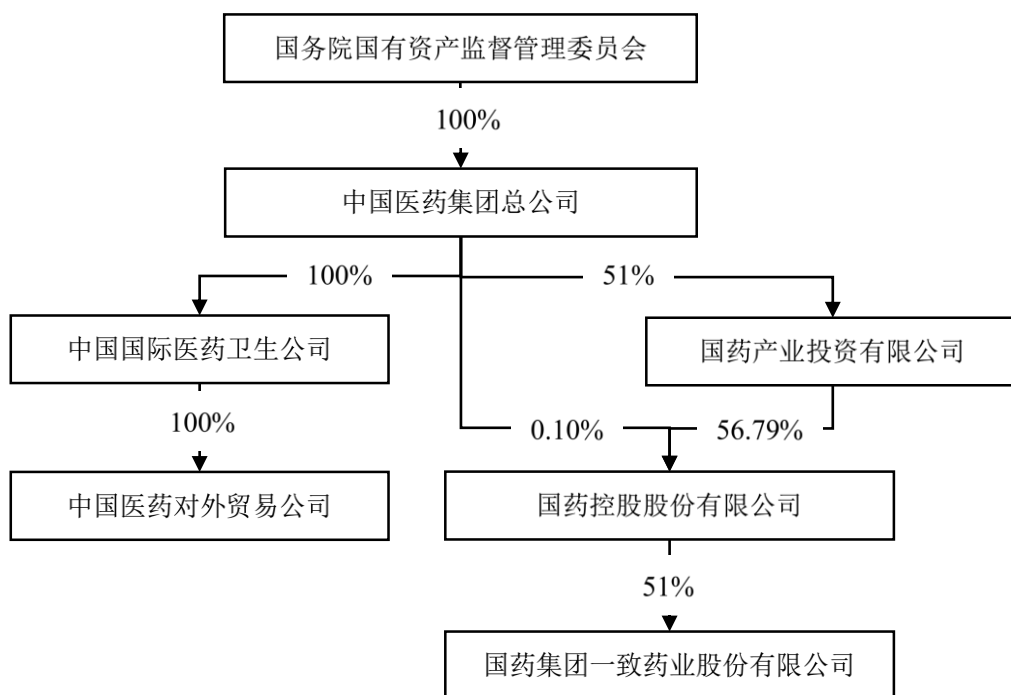 国务院国有资产监督管理委员会
100%
中国医药集团总公司
100%
51%
中国国际医药卫生公司
国药产业投资有限公司
100%
0.10%
56.79%
中国医药对外贸易公司
国药控股股份有限公司
51%
国药集团一致药业股份有限公司